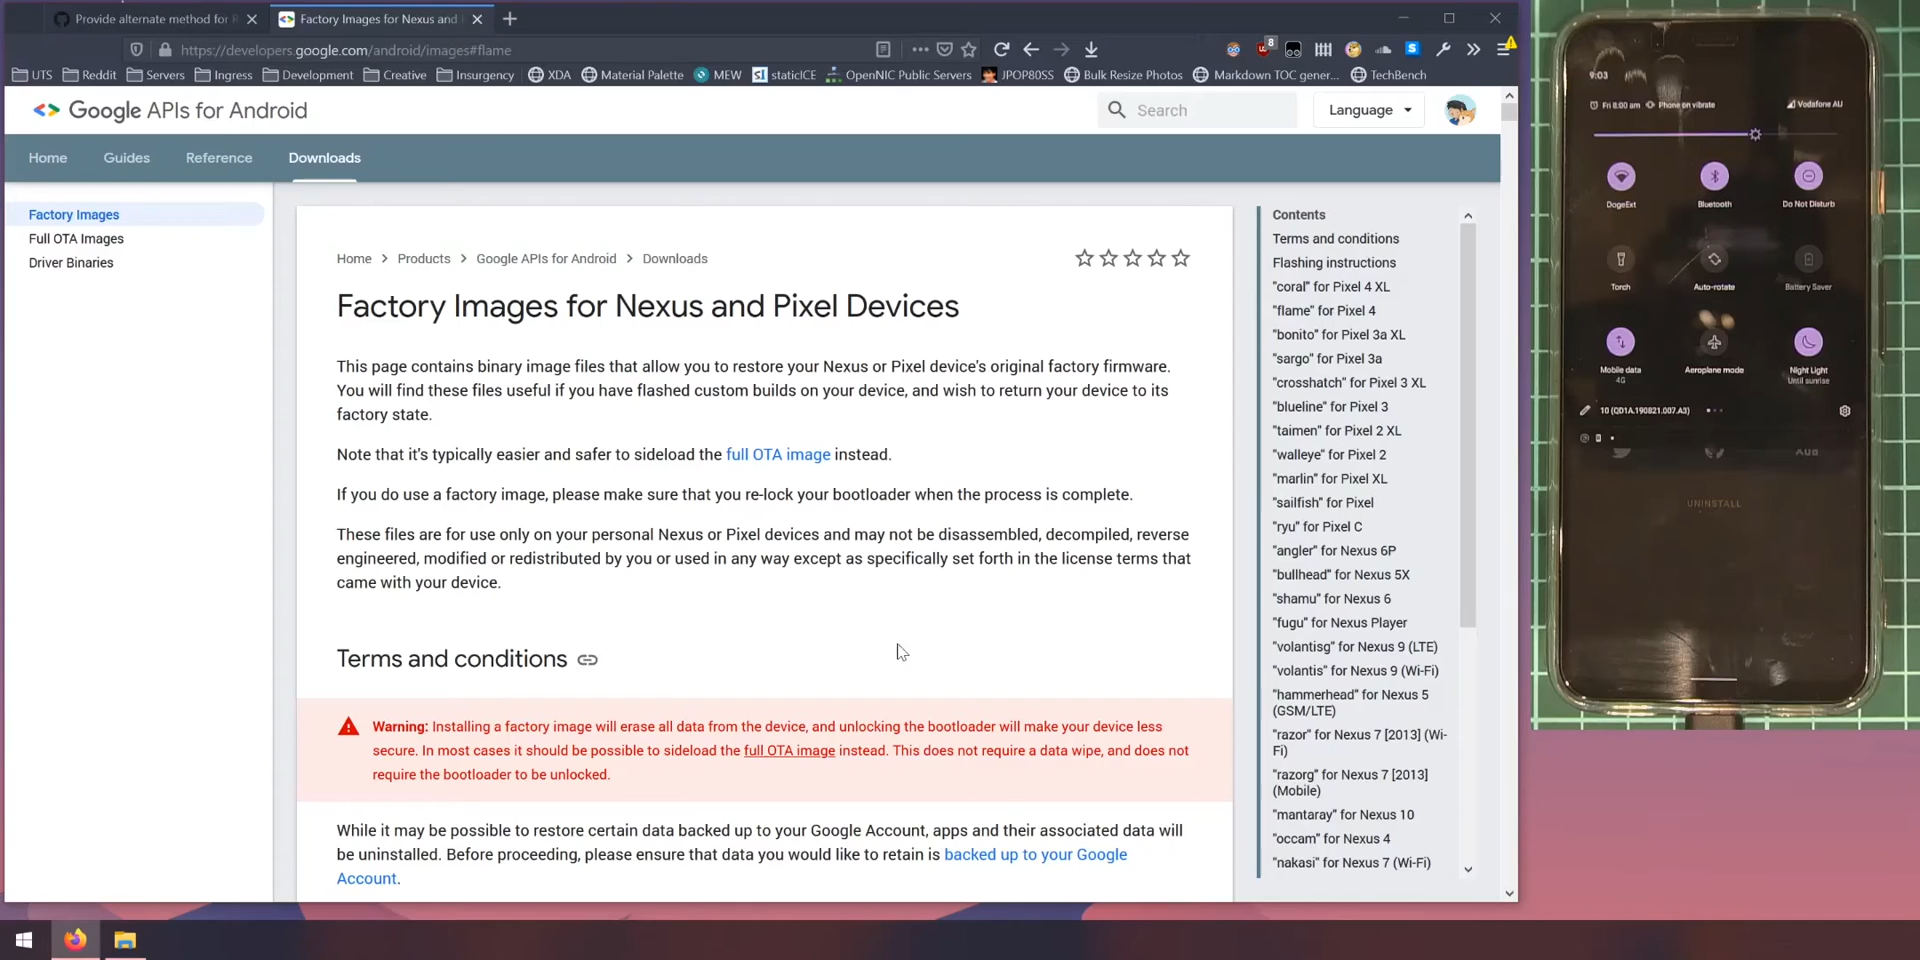 Provide alternate method for
Factory Images for Nexus and
https://developers.google.com/android/images#flame
8
UTS
Reddit
Servers
Ingress
Development
Creative
Insurgency
XDA
Material Palette
MEW
staticICE
OpenNIC Public Servers
JPOP80SS
Bulk Resize Photos
Markdown TOC gener...
TechBench
Google APIs for Android
Search
Language
Home
Guides
Reference
Downloads
Factory Images
Full OTA Images
Driver Binaries
Home > Products > Google APIs for Android > Downloads
Factory Images for Nexus and Pixel Devices
This page contains binary image files that allow you to restore your Nexus or Pixel device's original factory firmware.
You will find these files useful if you have flashed custom builds on your device, and wish to return your device to its
factory state.
Note that it's typically easier and safer to sideload the full OTA image instead.
If you do use a factory image, please make sure that you re-lock your bootloader when the process is complete.
These files are for use only on your personal Nexus or Pixel devices and may not be disassembled, decompiled, reverse
engineered, modified or redistributed by you or used in any way except as specifically set forth in the license terms that
came with your device.
Terms and conditions
Warning: Installing a factory image will erase all data from the device, and unlocking the bootloader will make your device less
secure. In most cases it should be possible to sideload the full OTA image instead. This does not require a data wipe, and does not
require the bootloader to be unlocked.
While it may be possible to restore certain data backed up to your Google Account, apps and their associated data will
be uninstalled. Before proceeding, please ensure that data you would like to retain is backed up to your Google
Account.
Contents
Terms and conditions
Flashing instructions
"coral" for Pixel 4 XL
"flame" for Pixel 4
"bonito" for Pixel 3a XL
"sargo" for Pixel 3a
"crosshatch" for Pixel 3 XL
"blueline" for Pixel 3
"taimen" for Pixel 2 XL
"walleye" for Pixel 2
"marlin" for Pixel XL
"sailfish" for Pixel
"ryu" for Pixel C
"angler" for Nexus 6P
"bullhead" for Nexus 5X
"shamu" for Nexus 6
"fugu" for Nexus Player
"volantisg" for Nexus 9 (LTE)
"volantis" for Nexus 9 (Wi-Fi)
"hammerhead" for Nexus 5
(GSM/LTE)
"razor" for Nexus 7 [2013] (Wi-
Fi)
"razorg" for Nexus 7 [2013]
(Mobile)
"mantaray" for Nexus 10
"occam" for Nexus 4
"nakasi" for Nexus 7 (Wi-Fi)
9:03
Fri 8:00 am
Phone on vibrate
Vodafone AU
DogeExt
Bluetooth
Do Not Disturb
Torch
Auto-rotate
Battery Saver
Mobile data
4G
Aeroplane mode
Night Light
Until sunrise
10 (QD1A.190821.007.A3)
UNINSTALL